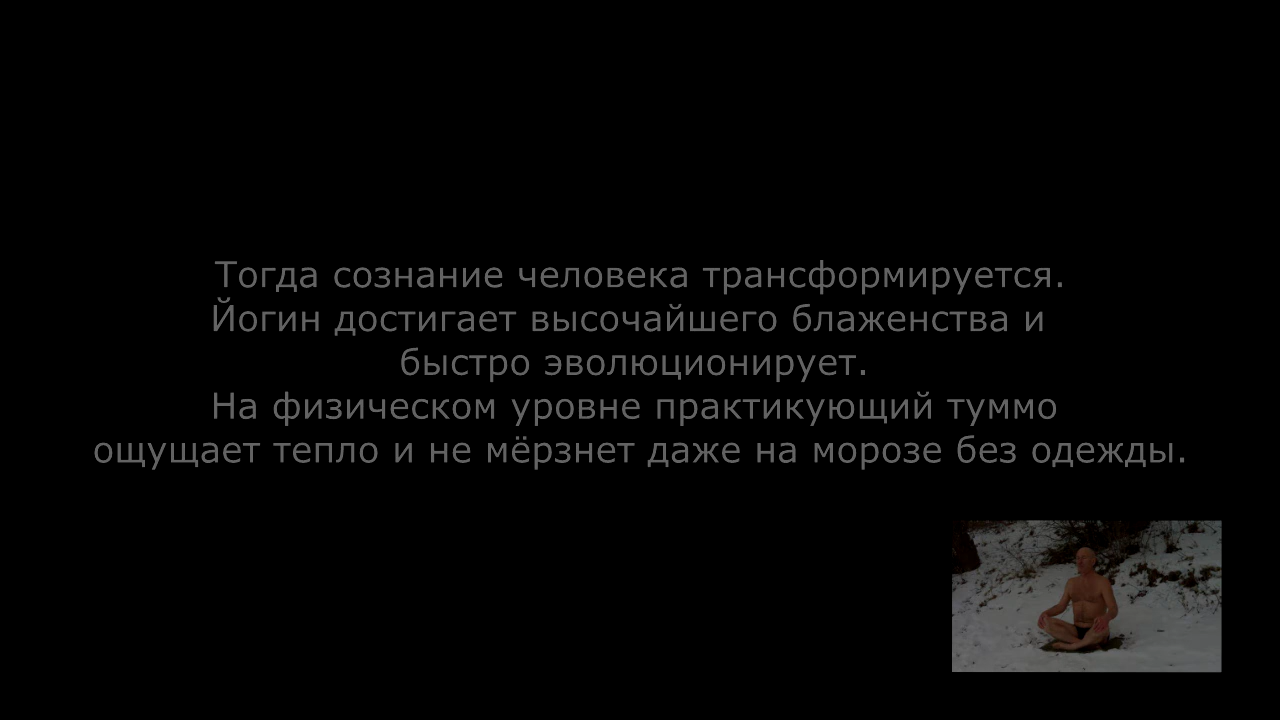 Тогда сознание человека трансформируется.
Йогин достигает высочайшего блаженства и
быстро эволюционирует.
На физическом уровне практикующий туммо
ощущает тепло и не мёрзнет даже на морозе без одежды.